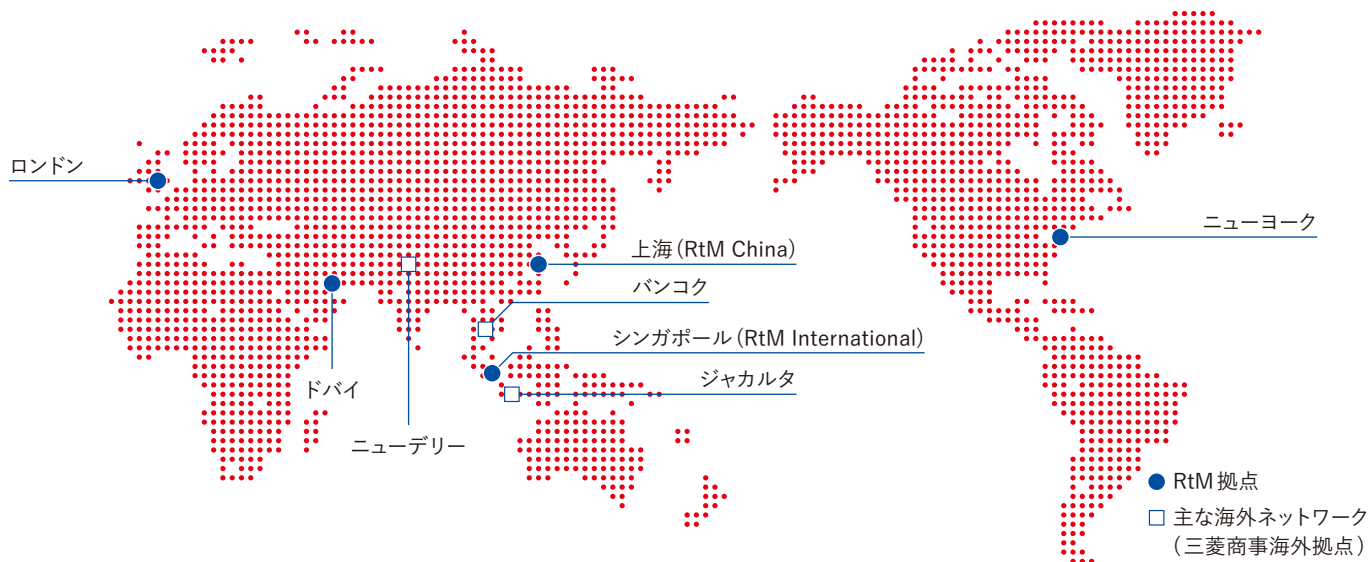 ロンドン
ニューヨーク
上海(RtM China)
バンコク
シンガポール(RtM International)
ジャカルタ
ドバイ
ニューデリー
RtM 拠点
主な海外ネットワーク
(三菱商事海外拠点)